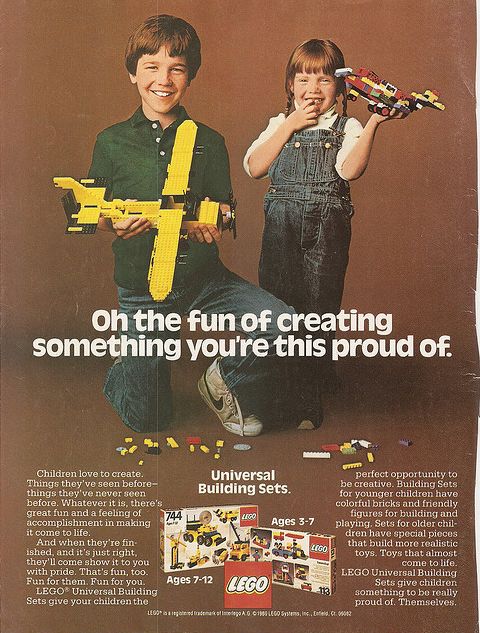 Oh the fun of creating
something you're this proud of.
Children love to create.
Things they've seen before—
things they've never seen
before. Whatever it is, there's
great fun and a feeling of
accomplishment in making
it come to life.
And when they're fin-
ished, and it's just right,
they'll come show it to you
with pride. That's fun, too.
Fun for them. Fun for you.
LEGO® Universal Building
Sets give your children the
Universal
Building Sets.
744
LEGO
Ages 3-7
Ages 7-12
LEGO
LEGO
113
perfect opportunity to
be creative. Building Sets
for younger children have
colorful bricks and friendly
figures for building and
playing. Sets for older chil-
dren have special pieces
that build more realistic
toys. Toys that almost
come to life.
LEGO Universal Building
Sets give children
something to be really
proud of. Themselves.
LEGO® is a registered trademark of Interlego A.G. © LEGO Systems, Inc., Enfield, Ct. 06082